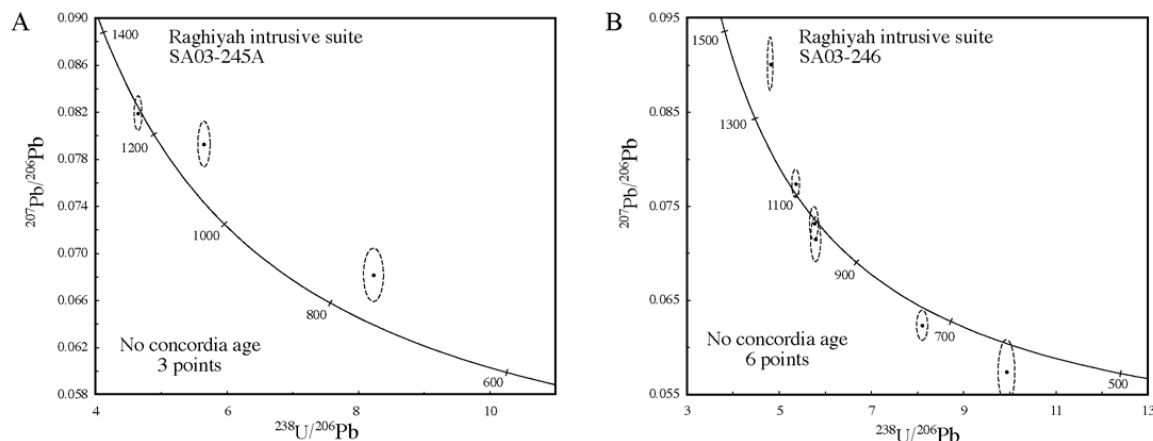 A
B
0.090
0.086
0.082
0.078
0.074
0.070
0.066
0.062
0.058
²⁰⁷Pb/²⁰⁶Pb
1400
1200
1000
800
600
Raghiyah intrusive suite
SA03-245A
No concordia age
3 points
4
6
8
10
²³⁸U/²⁰⁶Pb
0.095
0.085
0.075
0.065
0.055
²⁰⁷Pb/²⁰⁶Pb
1500
1300
1100
900
700
500
Raghiyah intrusive suite
SA03-246
No concordia age
6 points
3
5
7
9
11
13
²³⁸U/²⁰⁶Pb